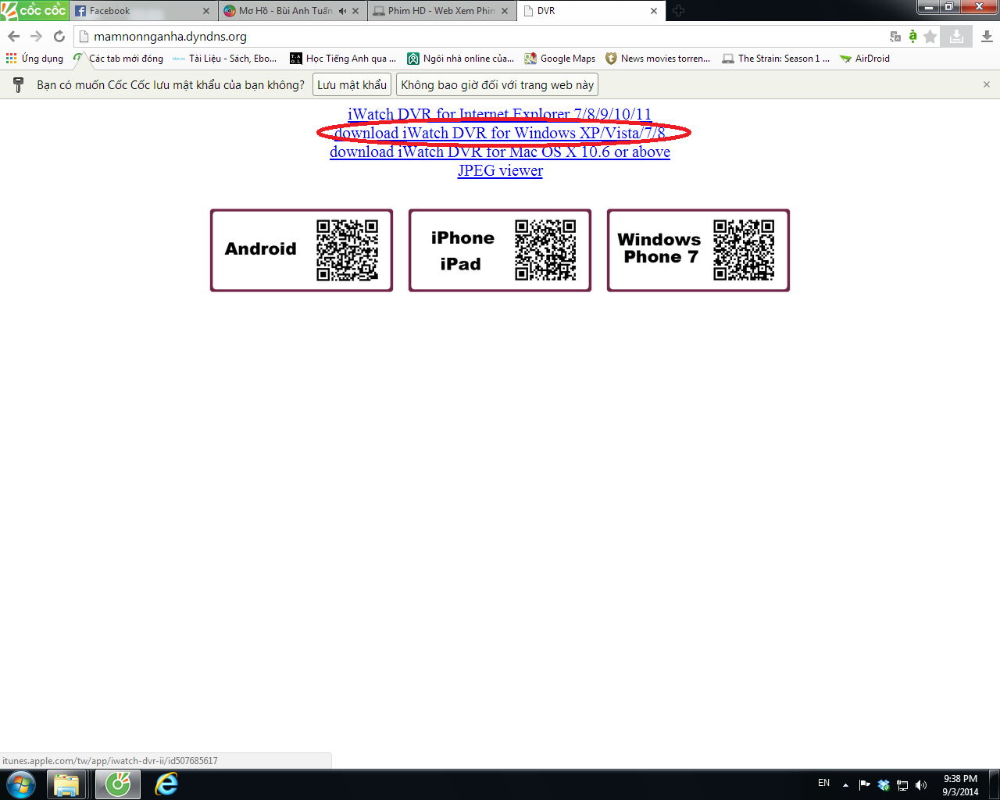 CỐC CỐC
Facebook
Mơ Hồ - Bùi Anh Tuấn
Phim HD - Web Xem Phim
DVR
mamnonnganha.dyndns.org
Ứng dụng
Các tab mới đóng
Tài Liệu - Sách, Ebo...
Học Tiếng Anh qua ...
Ngôi nhà online của...
Google Maps
News movies torren...
The Strain: Season 1 ...
AirDroid
Bạn có muốn Cốc Cốc lưu mật khẩu của bạn không?
Lưu mật khẩu
Không bao giờ đối với trang web này
iWatch DVR for Internet Explorer 7/8/9/10/11
download iWatch DVR for Windows XP/Vista/7/8
download iWatch DVR for Mac OS X 10.6 or above
JPEG viewer
Android
iPhone
iPad
Windows
Phone 7
itunes.apple.com/tw/app/iwatch-dvr-ii/id507685617
EN
9:38 PM
9/3/2014